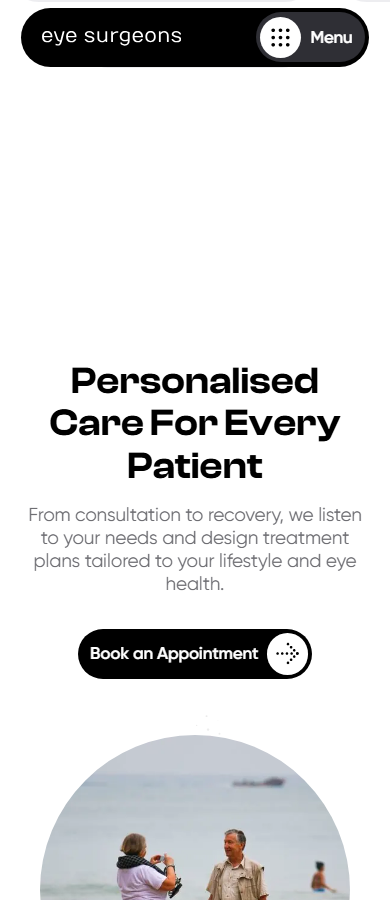 eye surgeons
Menu
Personalised
Care For Every
Patient
From consultation to recovery, we listen
to your needs and design treatment
plans tailored to your lifestyle and eye
health.
Book an Appointment